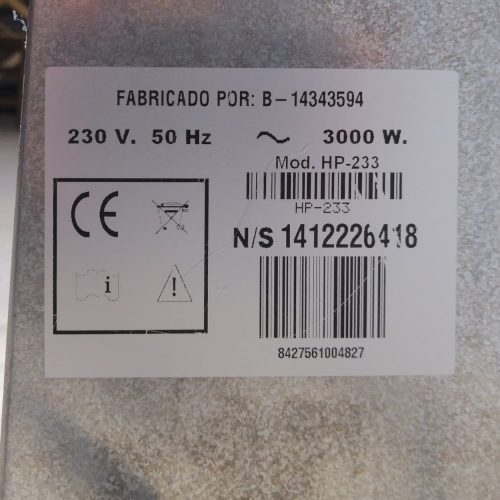 FABRICADO POR: B-14343594
230 V. 50 Hz ~ 3000 W.
Mod. HP-233
HP-233
N/S 1412226418
CE
i
!
8427561004827